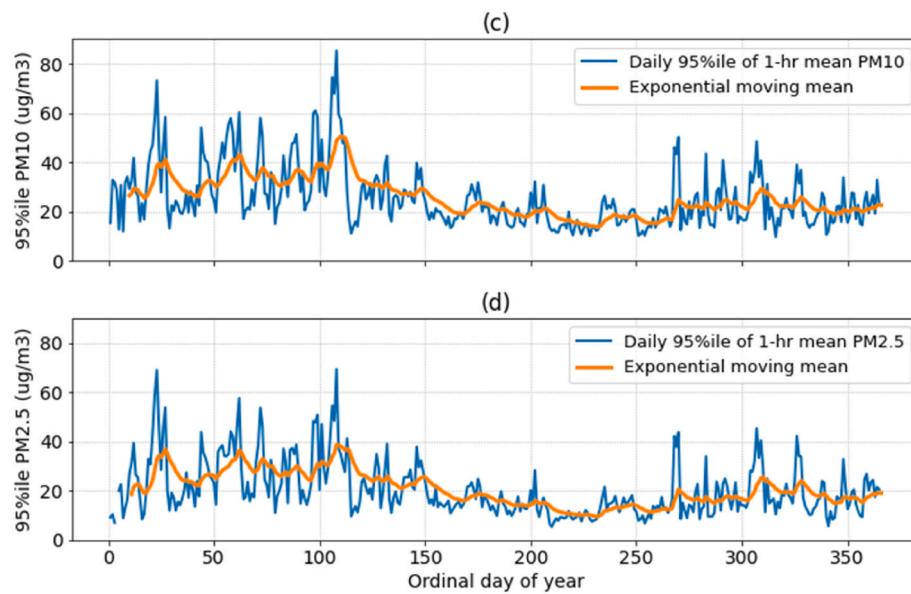 (c)
95%ile PM10 (ug/m3)
80
60
40
20
0
Daily 95%ile of 1-hr mean PM10
Exponential moving mean
(d)
95%ile PM2.5 (ug/m3)
80
60
40
20
0
Daily 95%ile of 1-hr mean PM2.5
Exponential moving mean
0 50 100 150 200 250 300 350
Ordinal day of year